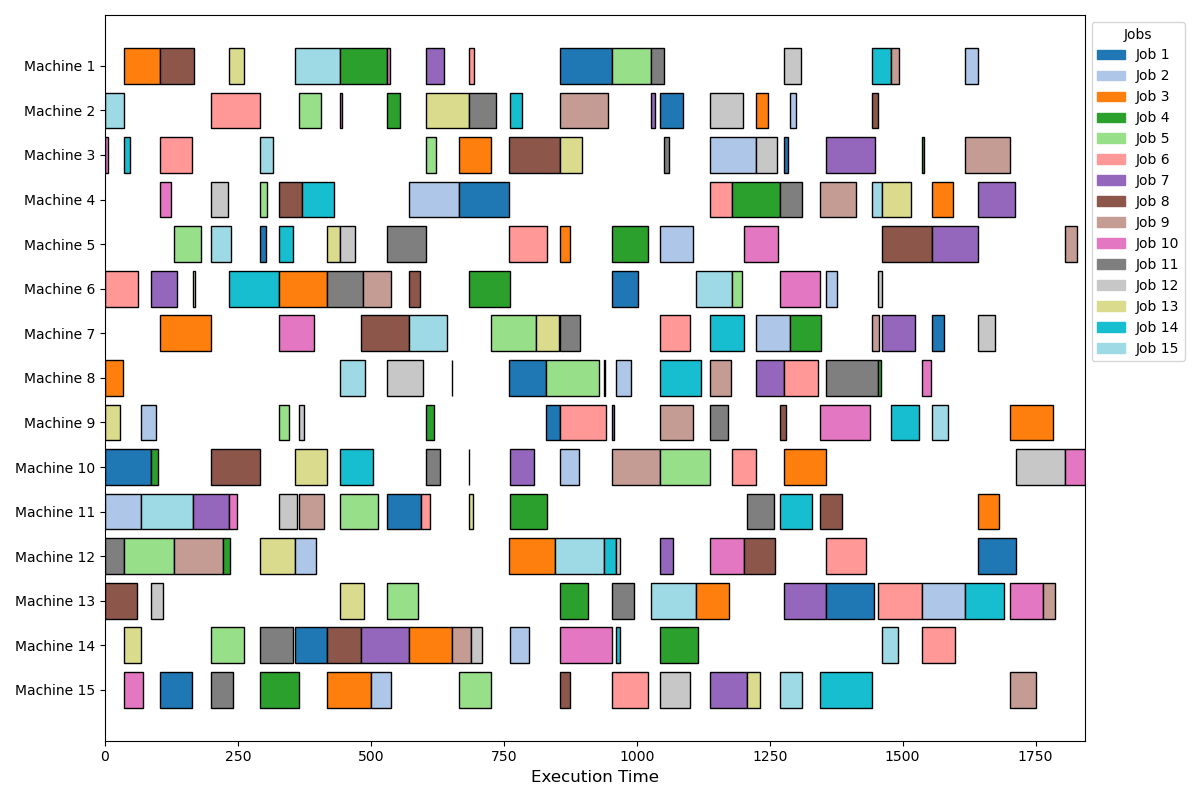 Machine 1
Machine 2
Machine 3
Machine 4
Machine 5
Machine 6
Machine 7
Machine 8
Machine 9
Machine 10
Machine 11
Machine 12
Machine 13
Machine 14
Machine 15
0 250 500 750 1000 1250 1500 1750
Execution Time
Jobs
Job 1
Job 2
Job 3
Job 4
Job 5
Job 6
Job 7
Job 8
Job 9
Job 10
Job 11
Job 12
Job 13
Job 14
Job 15